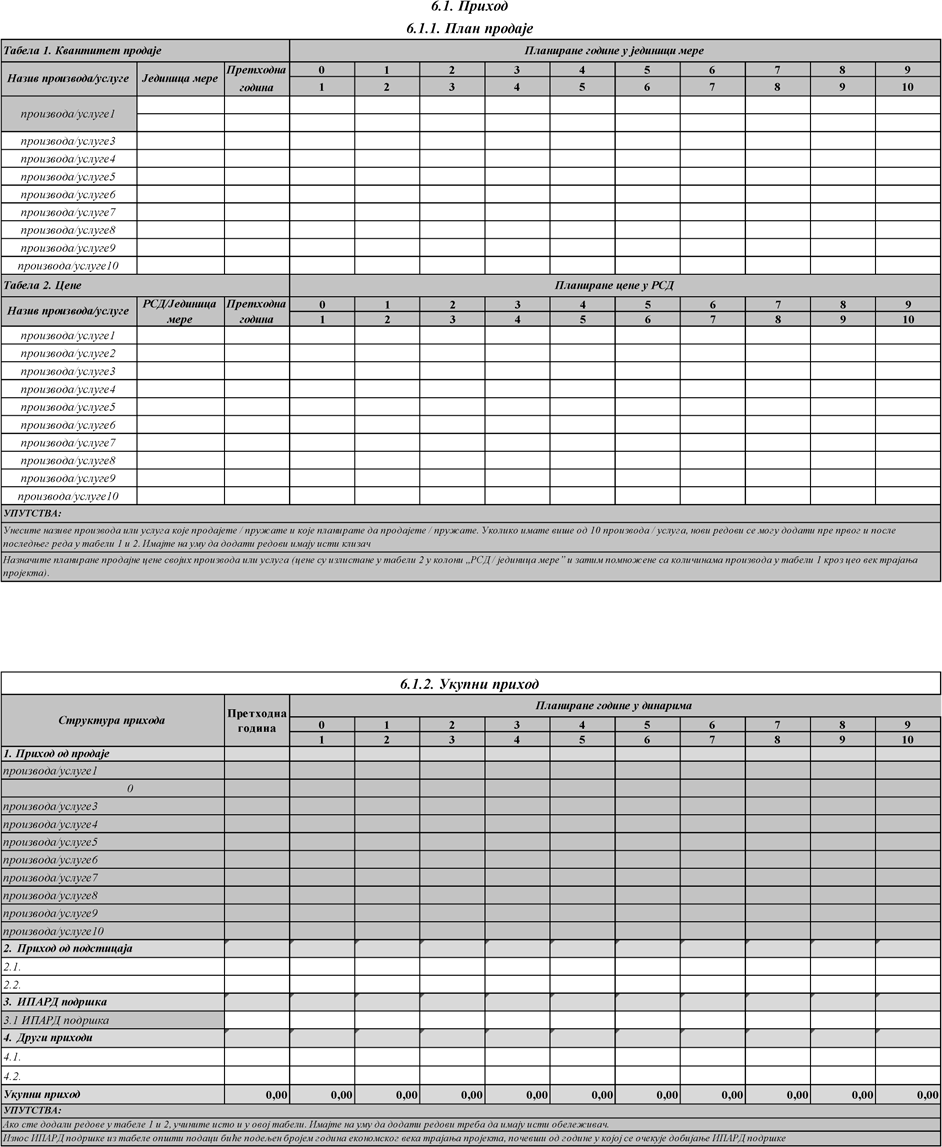 6.1. Приход
6.1.1. План продаје
Табела 1. Квантитет продаје Планиране године у јединици мере
Назив производа/услуге Јединица мере Претходна година 0 1 2 3 4 5 6 7 8 9
1 2 3 4 5 6 7 8 9 10
производа/услуге1
производа/услуге3
производа/услуге4
производа/услуге5
производа/услуге6
производа/услуге7
производа/услуге8
производа/услуге9
производа/услуге10
Табела 2. Цене Планиране цене у РСД
Назив производа/услуге РСД/Јединица мере Претходна година 0 1 2 3 4 5 6 7 8 9
1 2 3 4 5 6 7 8 9 10
производа/услуге1
производа/услуге2
производа/услуге3
производа/услуге4
производа/услуге5
производа/услуге6
производа/услуге7
производа/услуге8
производа/услуге9
производа/услуге10
УПУТСТВА:
Унесите називе производа или услуга које продајете / пружате и које планирате да продајете / пружате. Уколико имате више од 10 производа / услуга, нови редови се могу додати пре првог и после
последњег реда у табели 1 и 2. Имајте на уму да додати редови имају исти клизач
Назначите планиране продајне цене својих производа или услуга (цене су излистане у табели 2 у колони „РСД / јединица мере” и затим помножене са количинама производа у табели 1 кроз цео век трајања
пројекта).
6.1.2. Укупни приход
Структура прихода Претходна година Планиране године у динарима
0 1 2 3 4 5 6 7 8 9
1 2 3 4 5 6 7 8 9 10
1. Приход од продаје
производа/услуге1
0
производа/услуге3
производа/услуге4
производа/услуге5
производа/услуге6
производа/услуге7
производа/услуге8
производа/услуге9
производа/услуге10
2. Приход од подстицаја
2.1.
2.2.
3. ИПАРД подршка
3.1 ИПАРД подршка
4. Други приходи
4.1.
4.2.
Укупни приход 0,00 0,00 0,00 0,00 0,00 0,00 0,00 0,00 0,00 0,00 0,00
УПУТСТВА:
Ако сте додали редове у табеле 1 и 2, учините исто и у овој табели. Имајте на уму да додати редови треба да имају исти обележивач.
Износ ИПАРД подршке из табеле општи подаци биће подељен бројем година економског века трајања пројекта, почевши од године у којој се очекује добијање ИПАРД подршке